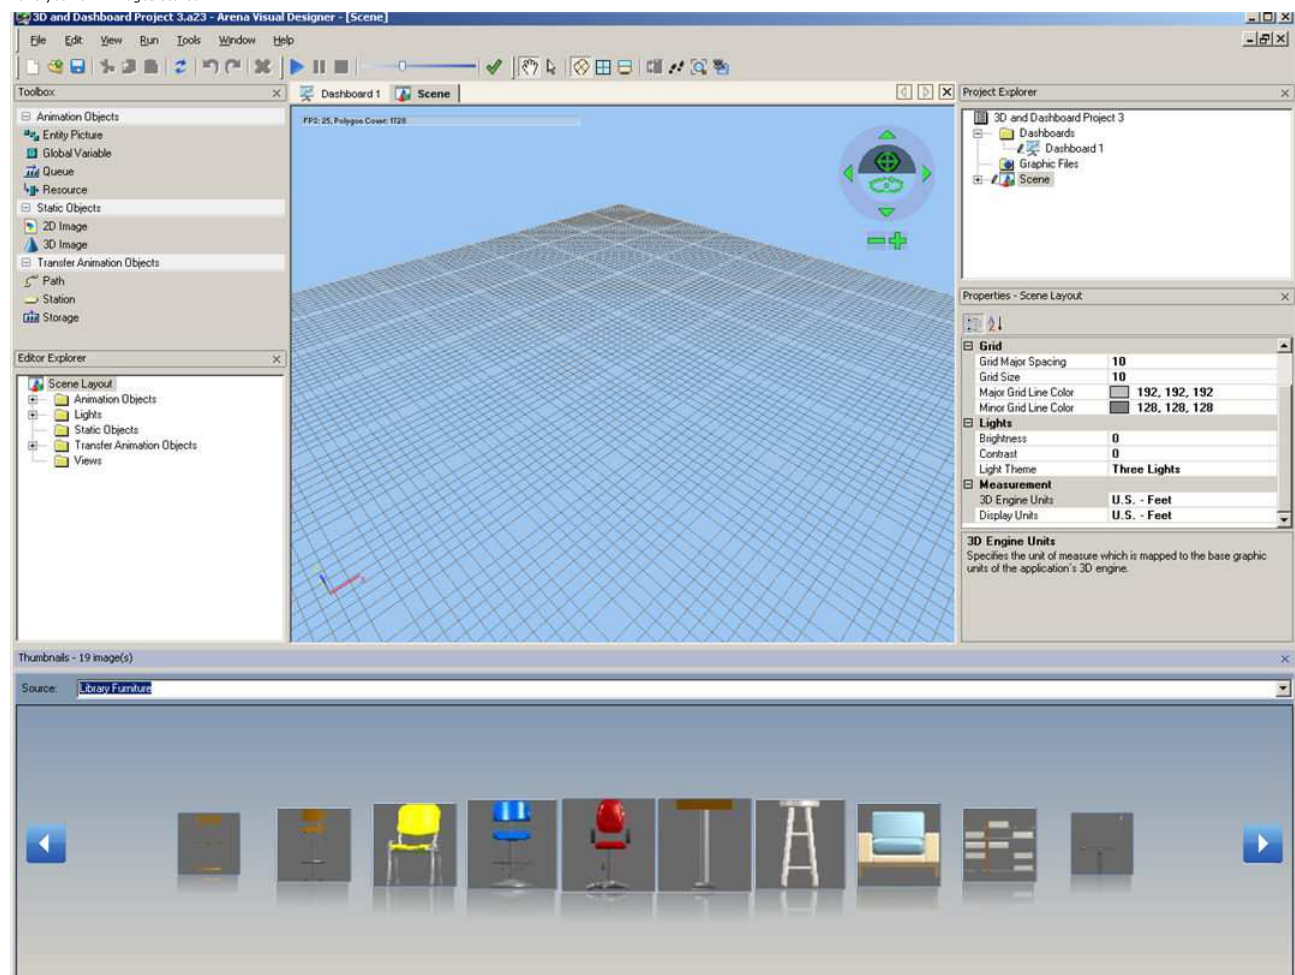 3D and Dashboard Project 3.a23 - Arena Visual Designer - [Scene]
File Edit View Run Tools Window Help
Toolbox
Animation Objects
Entity Picture
Global Variable
Queue
Resource
Static Objects
2D Image
3D Image
Transfer Animation Objects
Path
Station
Storage
Editor Explorer
Scene Layout
Animation Objects
Lights
Static Objects
Transfer Animation Objects
Views
Dashboard 1 Scene
FPS: 25, Polygon Count: 1728
Project Explorer
3D and Dashboard Project 3
Dashboards
Dashboard 1
Graphic Files
Scene
Properties - Scene Layout
Grid
Grid Major Spacing 10
Grid Size 10
Major Grid Line Color 192, 192, 192
Minor Grid Line Color 128, 128, 128
Lights
Brightness 0
Contrast 0
Light Theme Three Lights
Measurement
3D Engine Units U.S. - Feet
Display Units U.S. - Feet
3D Engine Units
Specifies the unit of measure which is mapped to the base graphic
units of the application's 3D engine.
Thumbnails - 19 image(s)
Source: Library Furniture